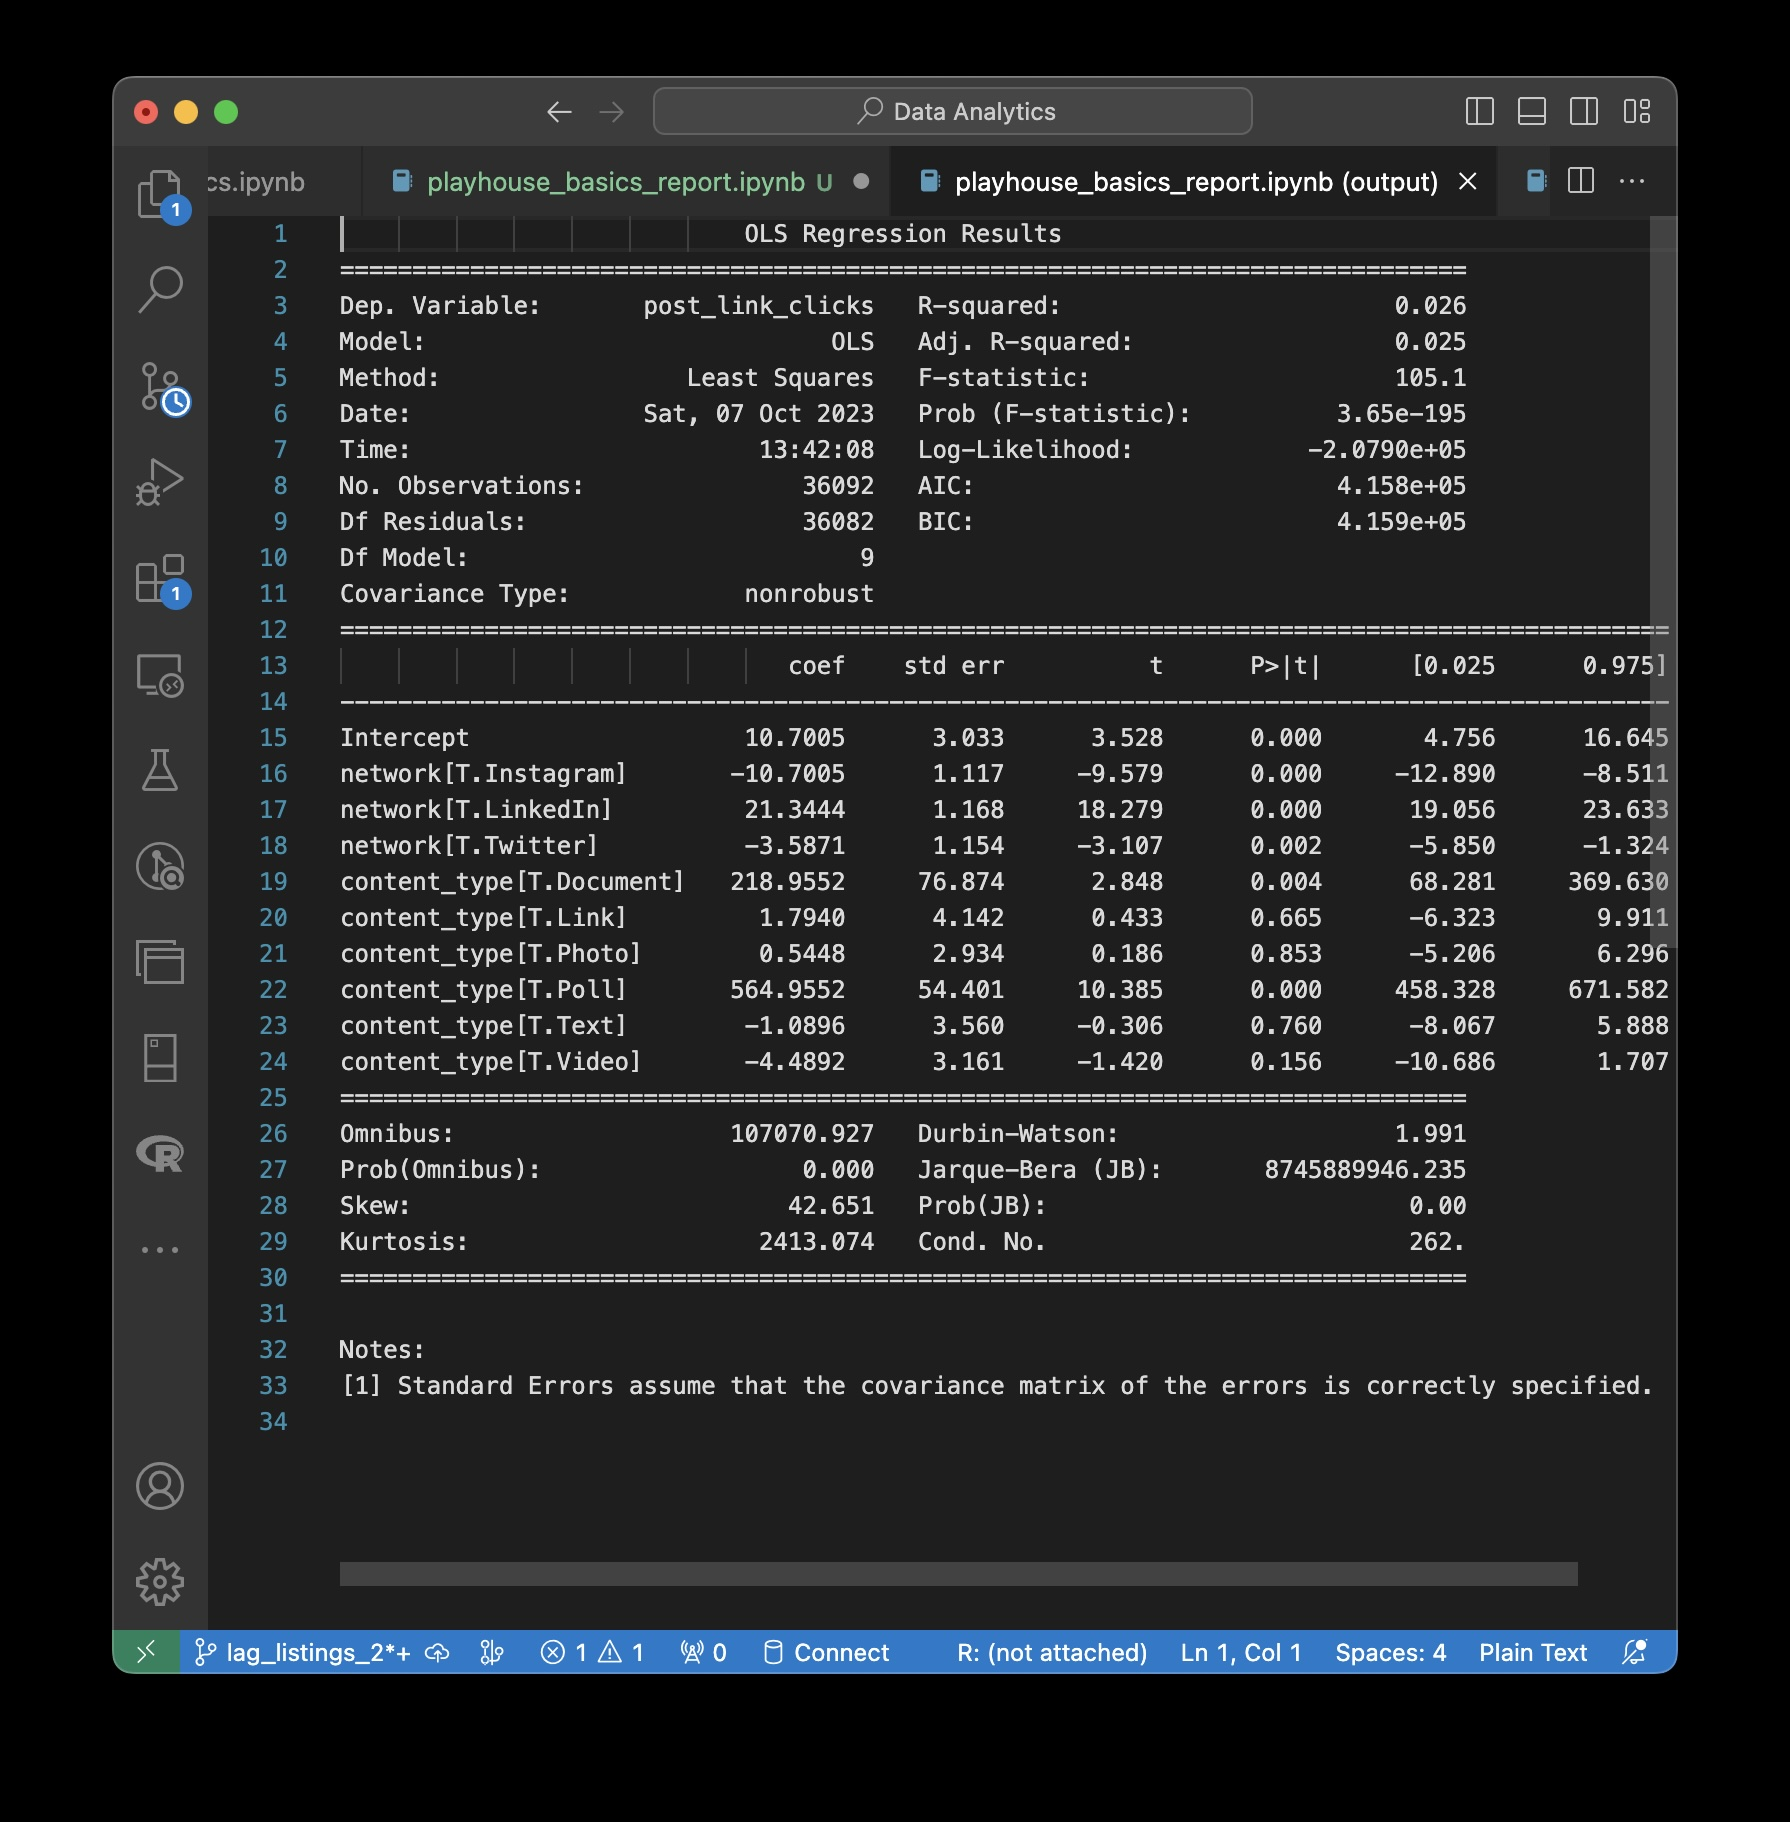 Data Analytics
cs.ipynb
playhouse_basics_report.ipynb U
playhouse_basics_report.ipynb (output)
1
1
1 OLS Regression Results
2 ==============================================================================
3 Dep. Variable: post_link_clicks R-squared: 0.026
4 Model: OLS Adj. R-squared: 0.025
5 Method: Least Squares F-statistic: 105.1
6 Date: Sat, 07 Oct 2023 Prob (F-statistic): 3.65e-195
7 Time: 13:42:08 Log-Likelihood: -2.0790e+05
8 No. Observations: 36092 AIC: 4.158e+05
9 Df Residuals: 36082 BIC: 4.159e+05
10 Df Model: 9
11 Covariance Type: nonrobust
12 ============================================================================================
13 coef std err t P>|t| [0.025 0.975]
14 --------------------------------------------------------------------------------------------
15 Intercept 10.7005 3.033 3.528 0.000 4.756 16.645
16 network[T.Instagram] -10.7005 1.117 -9.579 0.000 -12.890 -8.511
17 network[T.LinkedIn] 21.3444 1.168 18.279 0.000 19.056 23.633
18 network[T.Twitter] -3.5871 1.154 -3.107 0.002 -5.850 -1.324
19 content_type[T.Document] 218.9552 76.874 2.848 0.004 68.281 369.630
20 content_type[T.Link] 1.7940 4.142 0.433 0.665 -6.323 9.911
21 content_type[T.Photo] 0.5448 2.934 0.186 0.853 -5.206 6.296
22 content_type[T.Poll] 564.9552 54.401 10.385 0.000 458.328 671.582
23 content_type[T.Text] -1.0896 3.560 -0.306 0.760 -8.067 5.888
24 content_type[T.Video] -4.4892 3.161 -1.420 0.156 -10.686 1.707
25 ==============================================================================
26 Omnibus: 107070.927 Durbin-Watson: 1.991
27 Prob(Omnibus): 0.000 Jarque-Bera (JB): 8745889946.235
28 Skew: 42.651 Prob(JB): 0.00
29 Kurtosis: 2413.074 Cond. No. 262.
30 ==============================================================================
31
32 Notes:
33 [1] Standard Errors assume that the covariance matrix of the errors is correctly specified.
34
lag_listings_2*+ 1 1 0 Connect R: (not attached) Ln 1, Col 1 Spaces: 4 Plain Text